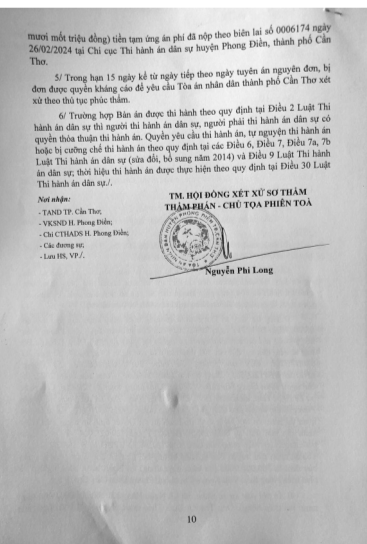 mươi mốt triệu đồng) tiền tạm ứng án phí đã nộp theo biên lai số 0006174 ngày
26/02/2024 tại Chi cục Thi hành án dân sự huyện Phong Điền, thành phố Cần
Thơ.
5/ Trong hạn 15 ngày kể từ ngày tiếp theo ngày tuyên án nguyên đơn, bị
đơn được quyền kháng cáo để yêu cầu Tòa án nhân dân thành phố Cần Thơ xét
xử theo thủ tục phúc thẩm.
6/ Trường hợp Bản án được thi hành theo quy định tại Điều 2 Luật Thi
hành án dân sự thì người thi hành án dân sự, người phải thi hành án dân sự có
quyền thỏa thuận thi hành án. Quyền yêu cầu thi hành án, tự nguyện thi hành án
hoặc bị cưỡng chế thi hành án theo quy định tại các Điều 6, Điều 7, Điều 7a, 7b
Luật Thi hành án dân sự (sửa đổi, bổ sung năm 2014) và Điều 9 Luật Thi hành
án dân sự; thời hiệu thi hành án được thực hiện theo quy định tại Điều 30 Luật
Thi hành án dân sự./.
Nơi nhận:
- TAND TP. Cần Thơ;
- VKSND H. Phong Điền;
- Chi CTHADS H. Phong Điền;
- Các đương sự;
- Lưu HS, VP./.
TM. HỘI ĐỒNG XÉT XỬ SƠ THẨM
THẨM PHÁN - CHỦ TỌA PHIÊN TOÀ
Nguyễn Phi Long
10